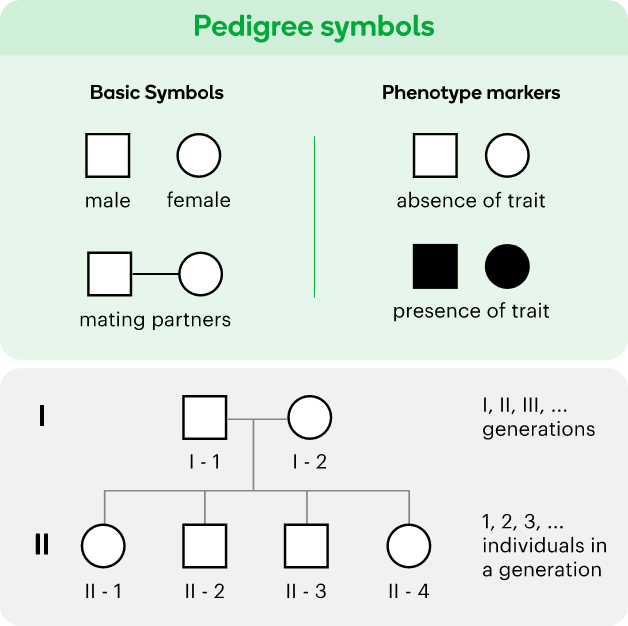 Pedigree symbols
Basic Symbols
male
female
mating partners
Phenotype markers
absence of trait
presence of trait
I
I - 1
I - 2
I, II, III, ...
generations
II
II - 1
II - 2
II - 3
II - 4
1, 2, 3, ...
individuals in
a generation